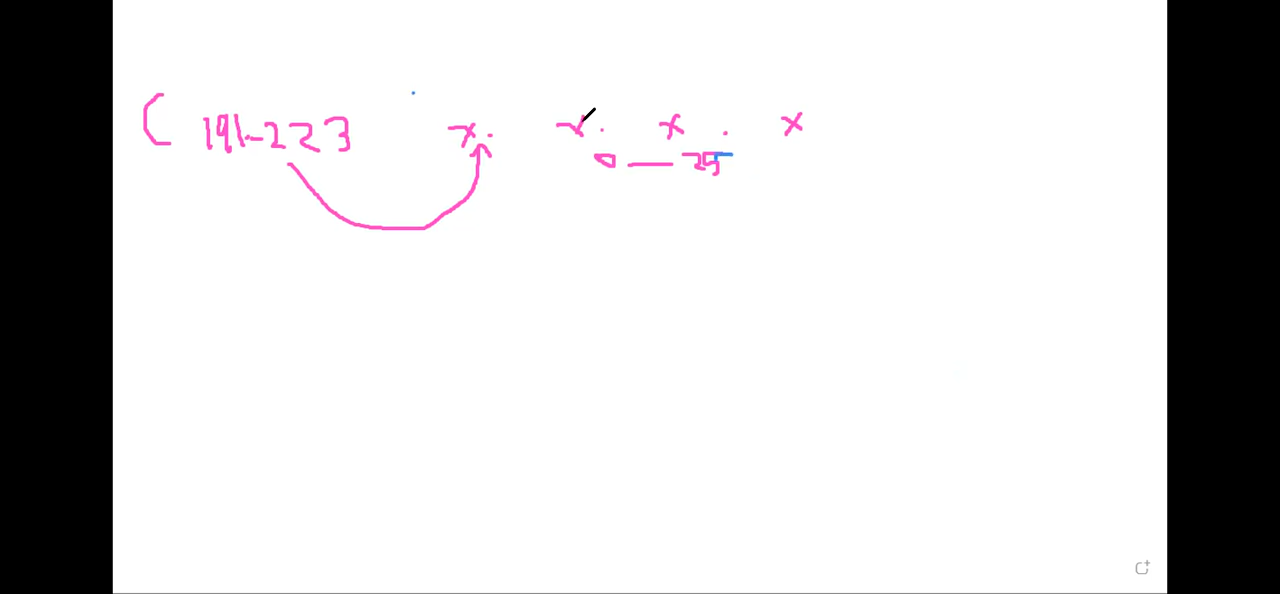 C 191-223 x. x. x . x
0 — 25